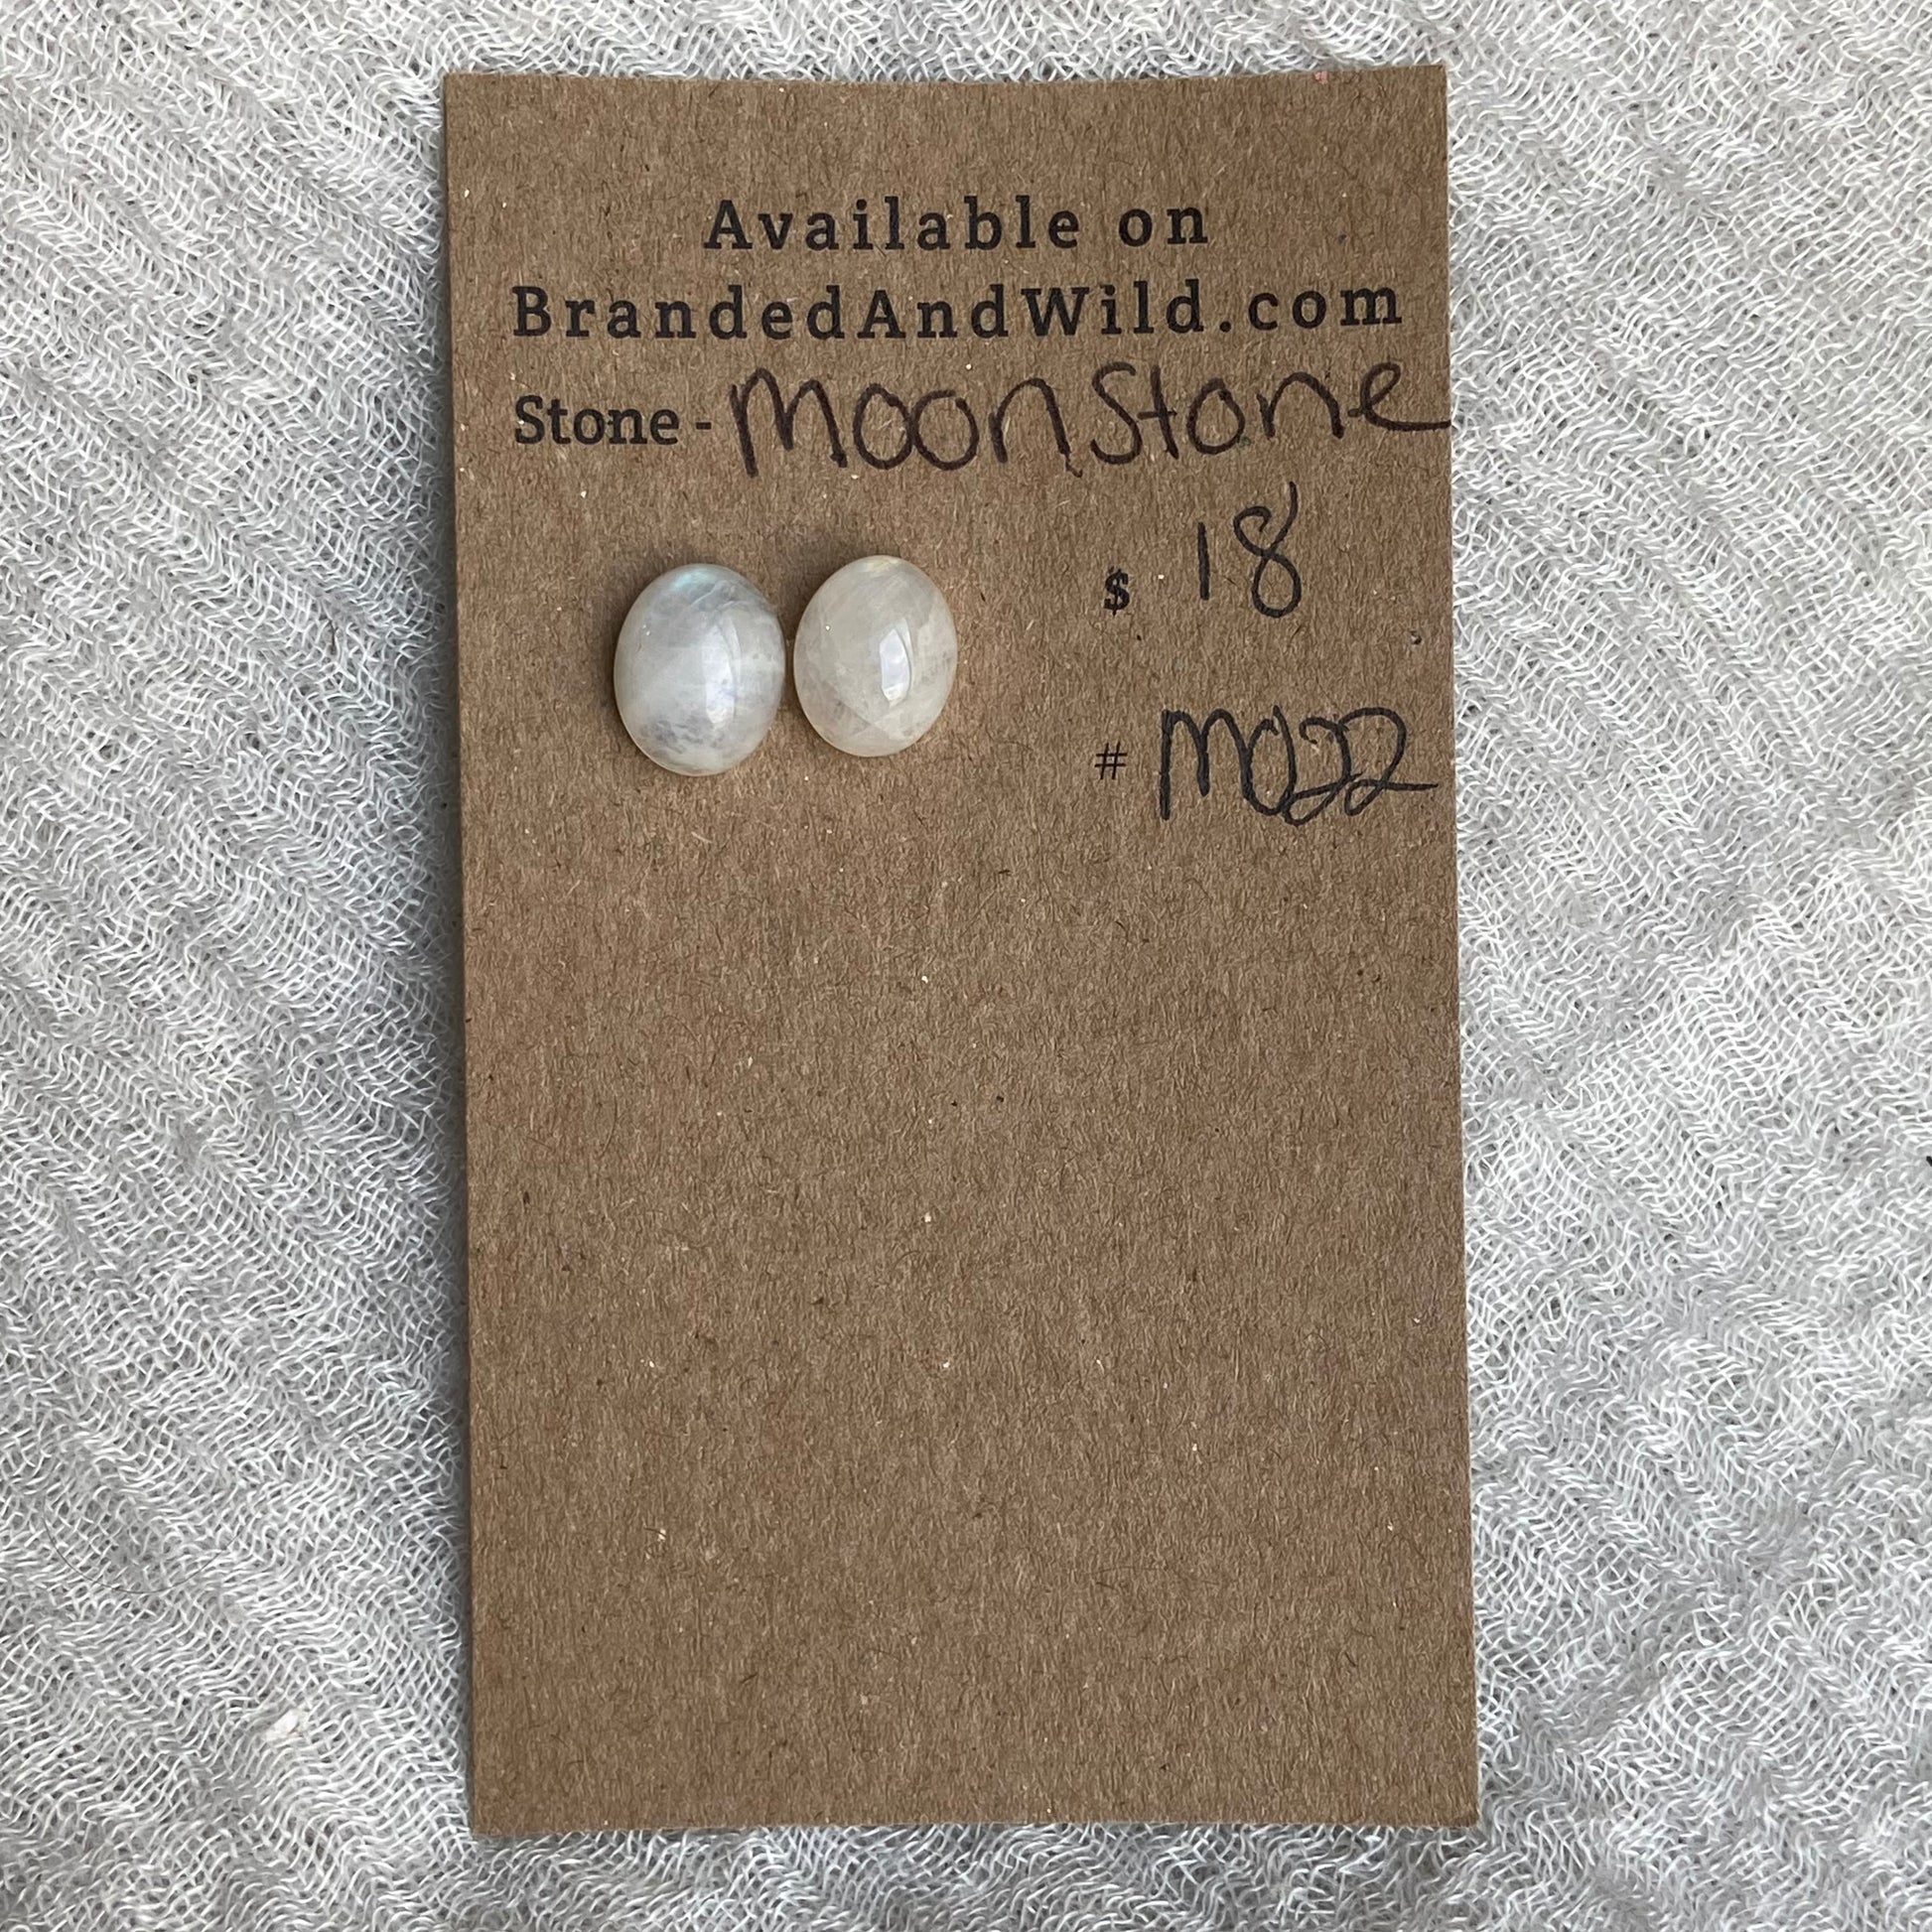 Available on
BrandedAndWild.com
Stone - Moonstone
$ 18
# M022